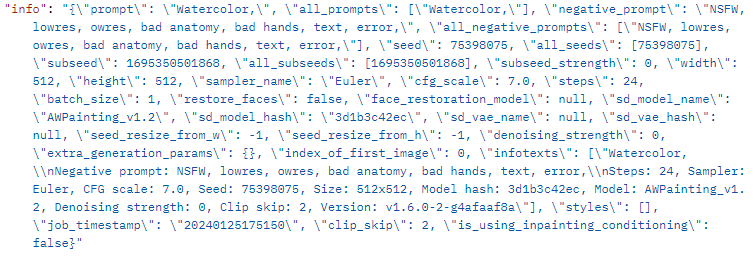 "info": "{\"prompt\": \"Watercolor,\", \"all_prompts\": [\"Watercolor,\"], \"negative_prompt\": \"NSFW,
lowres, owres, bad anatomy, bad hands, text, error,\", \"all_negative_prompts\": [\"NSFW, lowres,
owres, bad anatomy, bad hands, text, error,\"], \"seed\": 75398075, \"all_seeds\": [75398075],
\"subseed\": 1695350501868, \"all_subseeds\": [1695350501868], \"subseed_strength\": 0, \"width\":
512, \"height\": 512, \"sampler_name\": \"Euler\", \"cfg_scale\": 7.0, \"steps\": 24,
\"batch_size\": 1, \"restore_faces\": false, \"face_restoration_model\": null, \"sd_model_name\":
\"AWPainting_v1.2\", \"sd_model_hash\": \"3d1b3c42ec\", \"sd_vae_name\": null, \"sd_vae_hash\":
null, \"seed_resize_from_w\": -1, \"seed_resize_from_h\": -1, \"denoising_strength\": 0,
\"extra_generation_params\": {}, \"index_of_first_image\": 0, \"infotexts\": [\"Watercolor,
\\nNegative prompt: NSFW, lowres, owres, bad anatomy, bad hands, text, error,\\nSteps: 24, Sampler:
Euler, CFG scale: 7.0, Seed: 75398075, Size: 512x512, Model hash: 3d1b3c42ec, Model: AWPainting_v1.
2, Denoising strength: 0, Clip skip: 2, Version: v1.6.0-2-g4afaaf8a\"], \"styles\": [],
\"job_timestamp\": \"20240125175150\", \"clip_skip\": 2, \"is_using_inpainting_conditioning\":
false}"